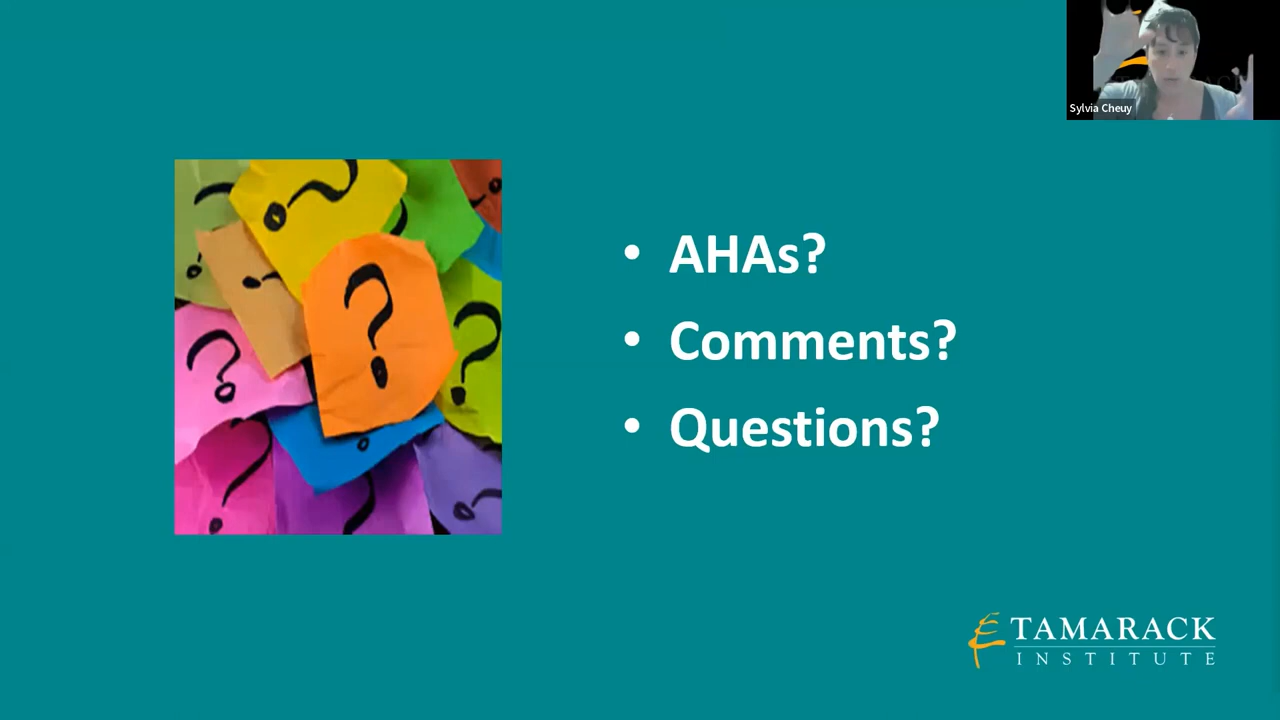 Sylvia Cheuy
• AHAs?
• Comments?
• Questions?
TAMARACK
INSTITUTE